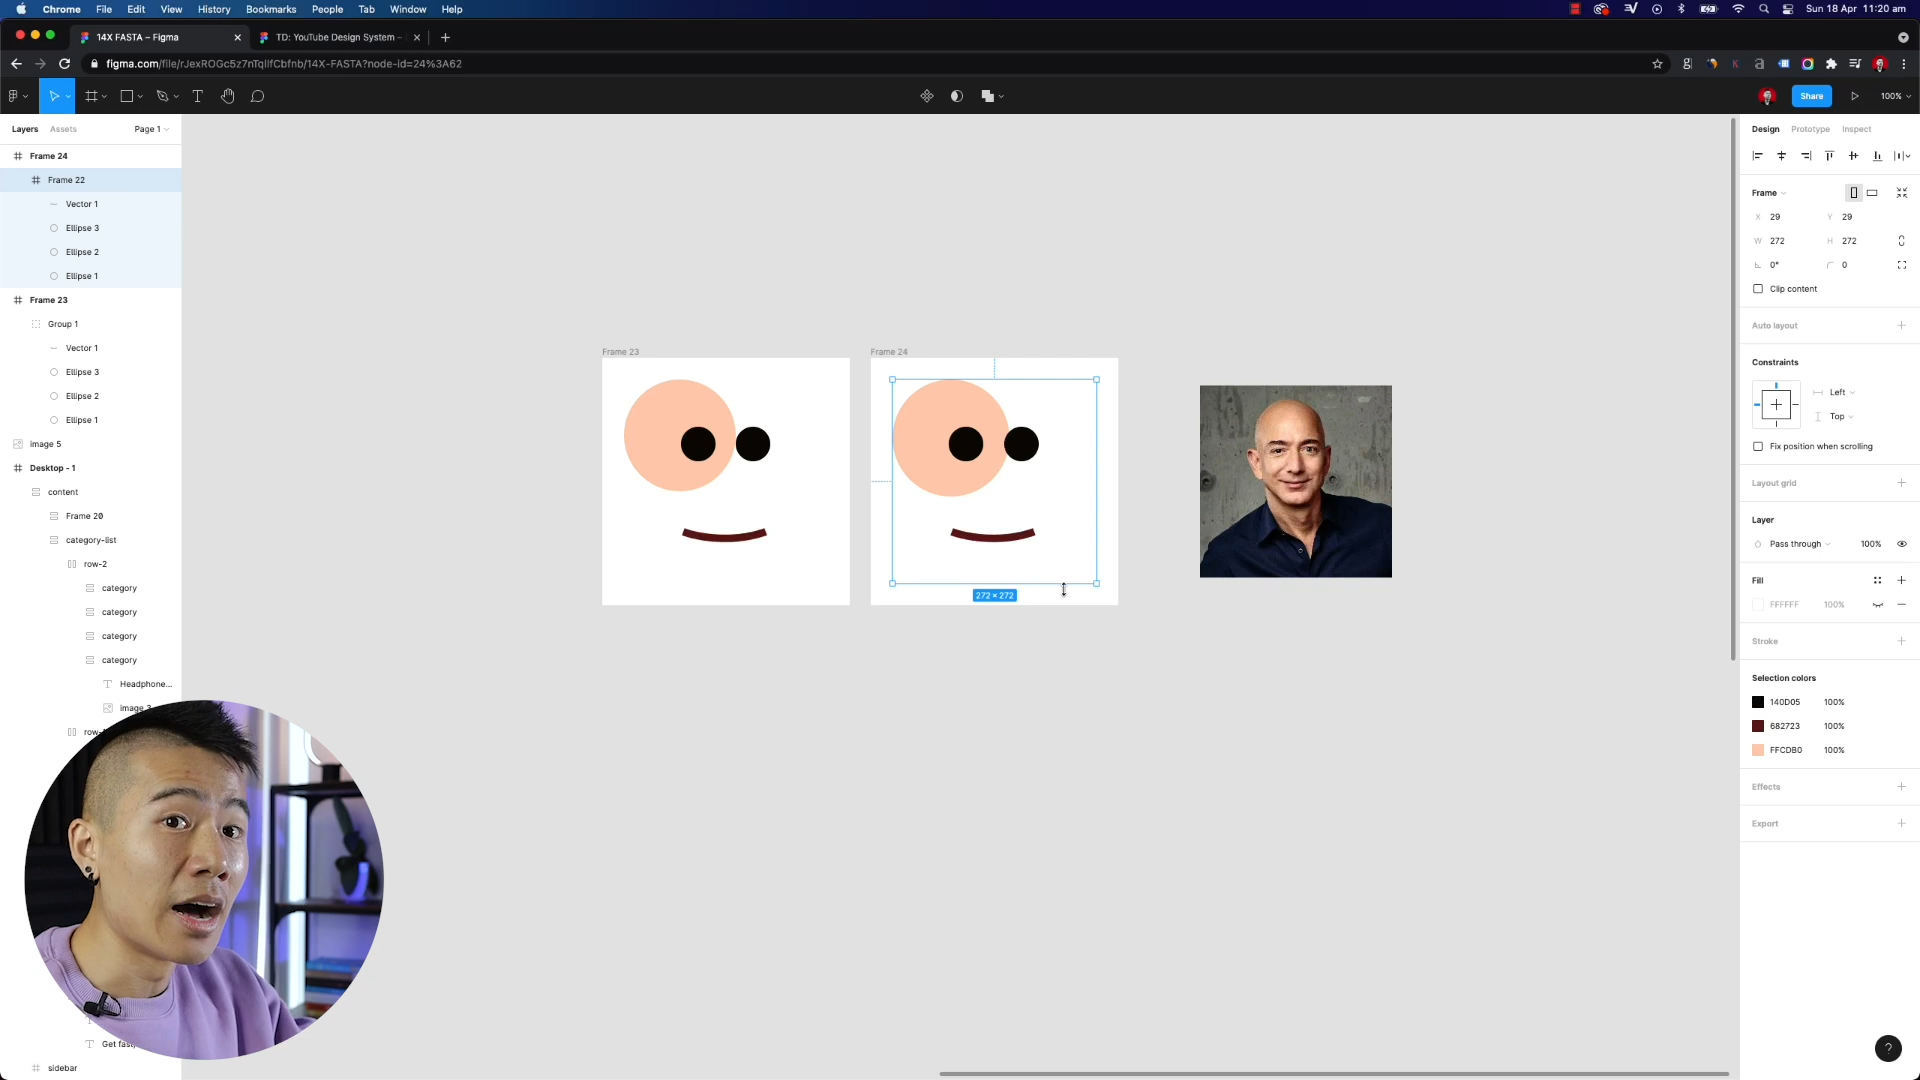 Chrome File Edit View History Bookmarks People Tab Window Help Sun 18 Apr 11:20 am
14X FASTA – Figma TD: YouTube Design System –
figma.com/file/rJexROGc5z7nTqIlfCbfnb/14X-FASTA?node-id=24%3A62
Share 100%
Layers Assets Page 1
Frame 24
Frame 22
Vector 1
Ellipse 3
Ellipse 2
Ellipse 1
Frame 23
Group 1
Vector 1
Ellipse 3
Ellipse 2
Ellipse 1
image 5
Desktop - 1
content
Frame 20
category-list
row-2
category
category
category
category
Headphone...
image 3
row-
Get fast,
sidebar
Frame 23
Frame 24
272 × 272
Design Prototype Inspect
Frame
X 29 Y 29
W 272 H 272
0° 0
Clip content
Auto layout
Constraints
Left
Top
Fix position when scrolling
Layout grid
Layer
Pass through 100%
Fill
FFFFFF 100%
Stroke
Selection colors
140D05 100%
682723 100%
FFCDB0 100%
Effects
Export
?